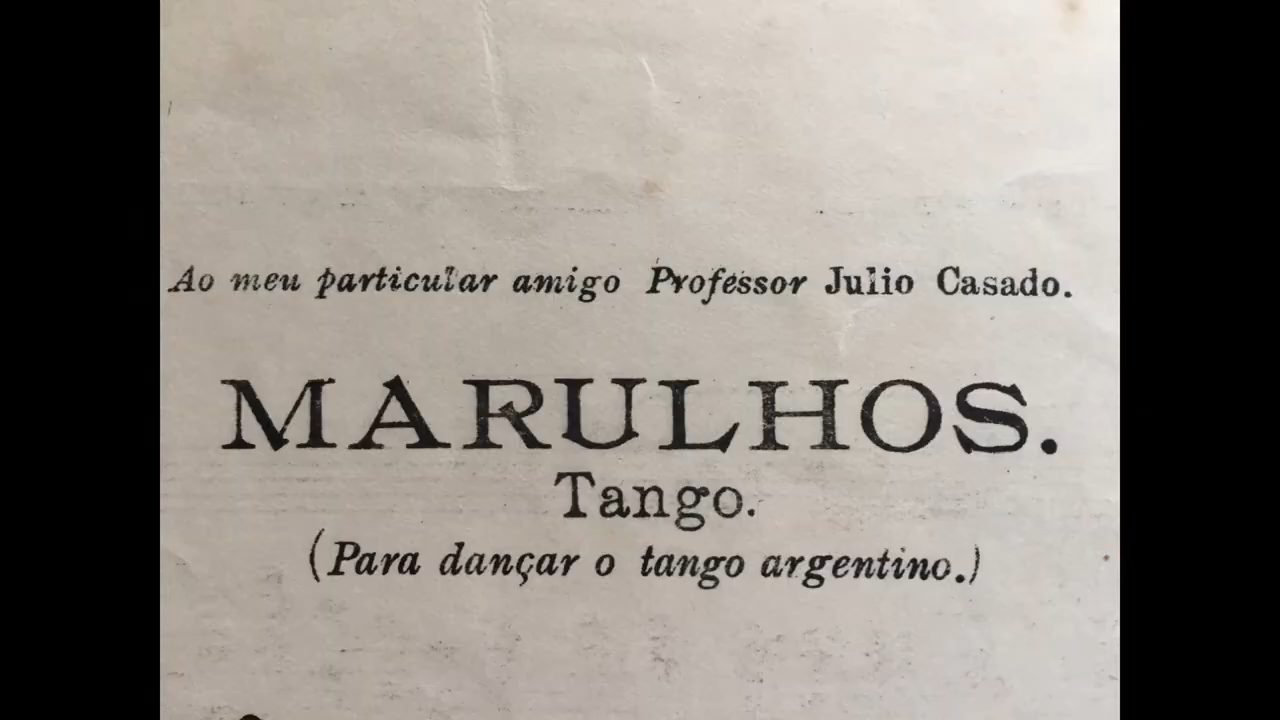 Ao meu particular amigo Professor Julio Casado.
MARULHOS.
Tango.
(Para dançar o tango argentino.)